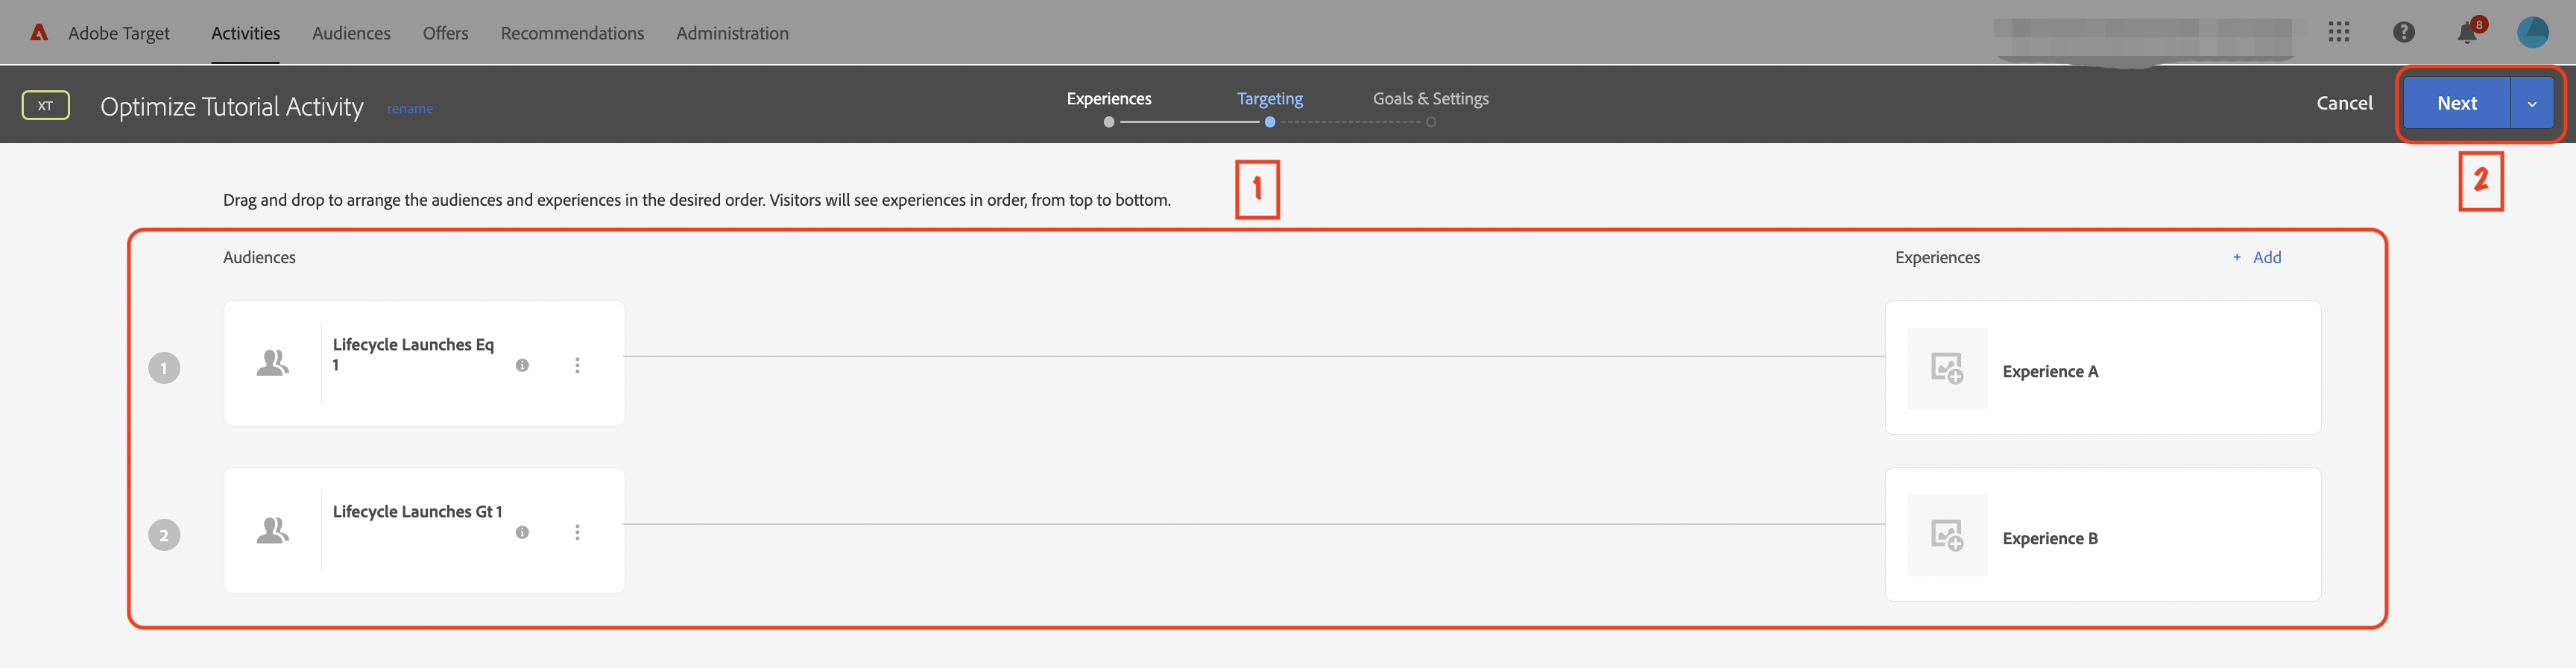 Adobe Target Activities Audiences Offers Recommendations Administration 8
XT Optimize Tutorial Activity rename Experiences Targeting Goals & Settings Cancel Next
1
2
Drag and drop to arrange the audiences and experiences in the desired order. Visitors will see experiences in order, from top to bottom.
Audiences Experiences + Add
1 Lifecycle Launches Eq
1
Experience A
2 Lifecycle Launches Gt 1
Experience B